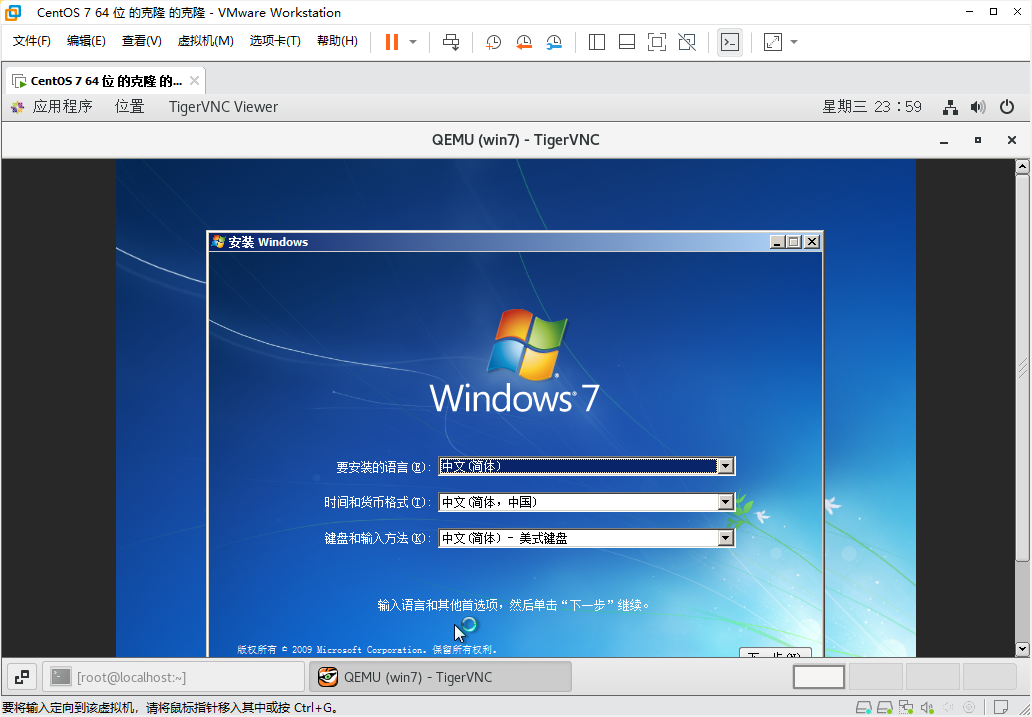 CentOS 7 64 位 的克隆 的克隆 - VMware Workstation
文件(F) 编辑(E) 查看(V) 虚拟机(M) 选项卡(T) 帮助(H)
CentOS 7 64 位 的克隆 的...
应用程序 位置 TigerVNC Viewer 星期三 23:59
QEMU (win7) - TigerVNC
安装 Windows
Windows 7
要安装的语言(E): 中文(简体)
时间和货币格式(T): 中文(简体，中国)
键盘和输入方法(K): 中文(简体) - 美式键盘
输入语言和其他首选项，然后单击“下一步”继续。
版权所有 © 2009 Microsoft Corporation。保留所有权利。
下一步(N)
[root@localhost:~] QEMU (win7) - TigerVNC
要将输入定向到该虚拟机，请将鼠标指针移入其中或按 Ctrl+G。